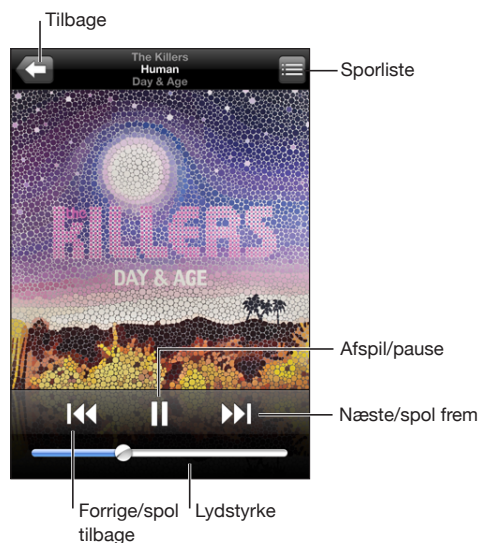 Tilbage
The Killers
Human
Day & Age
Sporliste
The
KILLERS
DAY & AGE
Afspil/pause
Næste/spol frem
Forrige/spol
tilbage
Lydstyrke